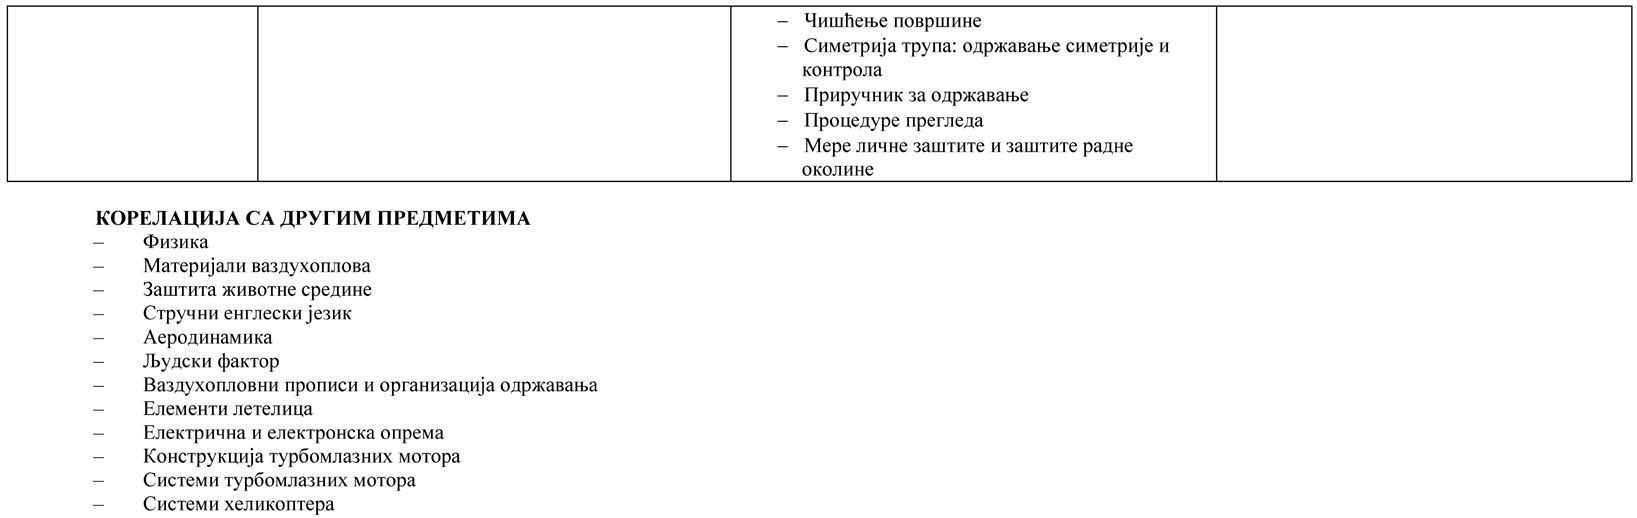 – Чишћење површине
– Симетрија трупа: одржавање симетрије и
контрола
– Приручник за одржавање
– Процедуре прегледа
– Мере личне заштите и заштите радне
околине
КОРЕЛАЦИЈА СА ДРУГИМ ПРЕДМЕТИМА
– Физика
– Материјали ваздухоплова
– Заштита животне средине
– Стручни енглески језик
– Аеродинамика
– Људски фактор
– Ваздухопловни прописи и организација одржавања
– Елементи летелица
– Електрична и електронска опрема
– Конструкција турбомлазних мотора
– Системи турбомлазних мотора
– Системи хеликоптера